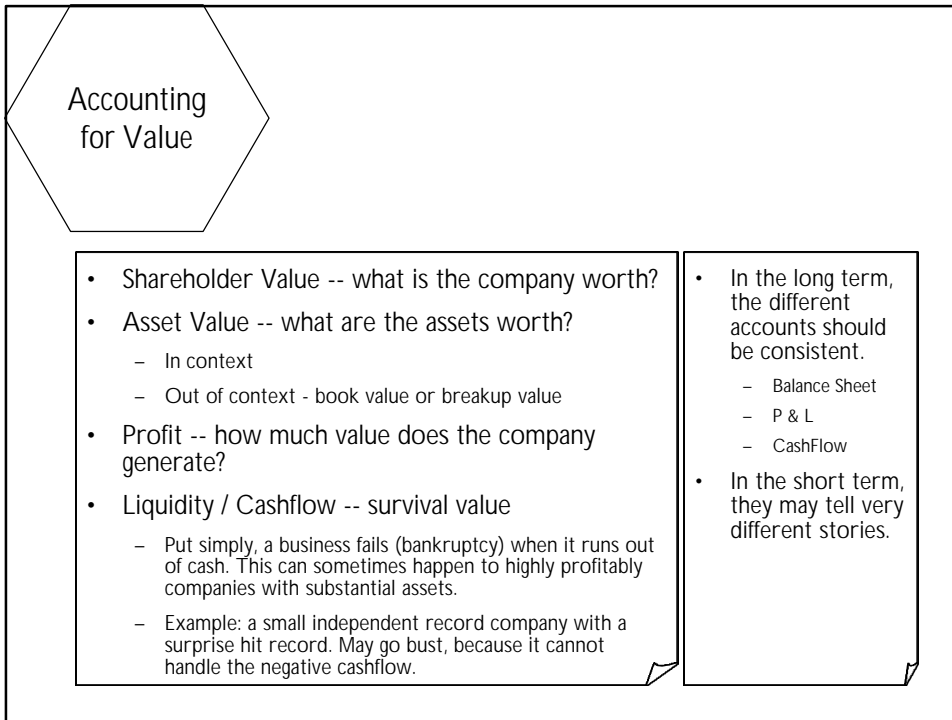 Accounting
for Value
• Shareholder Value -- what is the company worth?
• Asset Value -- what are the assets worth?
– In context
– Out of context - book value or breakup value
• Profit -- how much value does the company
generate?
• Liquidity / Cashflow -- survival value
– Put simply, a business fails (bankruptcy) when it runs out
of cash. This can sometimes happen to highly profitably
companies with substantial assets.
– Example: a small independent record company with a
surprise hit record. May go bust, because it cannot
handle the negative cashflow.
• In the long term,
the different
accounts should
be consistent.
– Balance Sheet
– P & L
– CashFlow
• In the short term,
they may tell very
different stories.